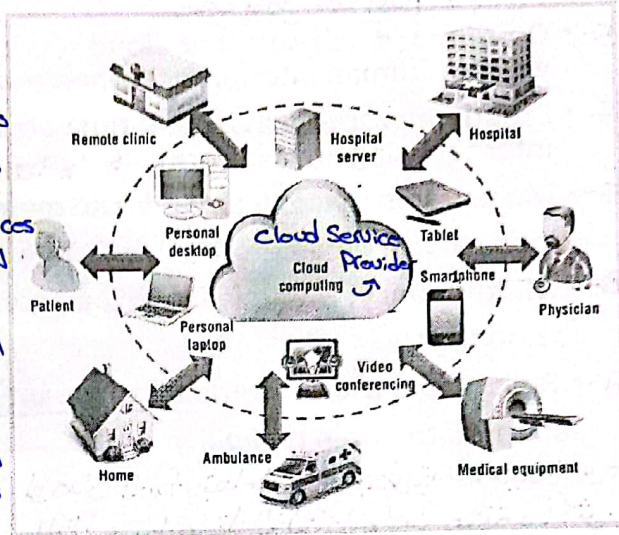 Remote clinic
Hospital server
Hospital
Personal desktop
Cloud Service Provider
Cloud computing
Tablet
Smartphone
Patient
Physician
Personal laptop
Video conferencing
Home
Ambulance
Medical equipment
ces